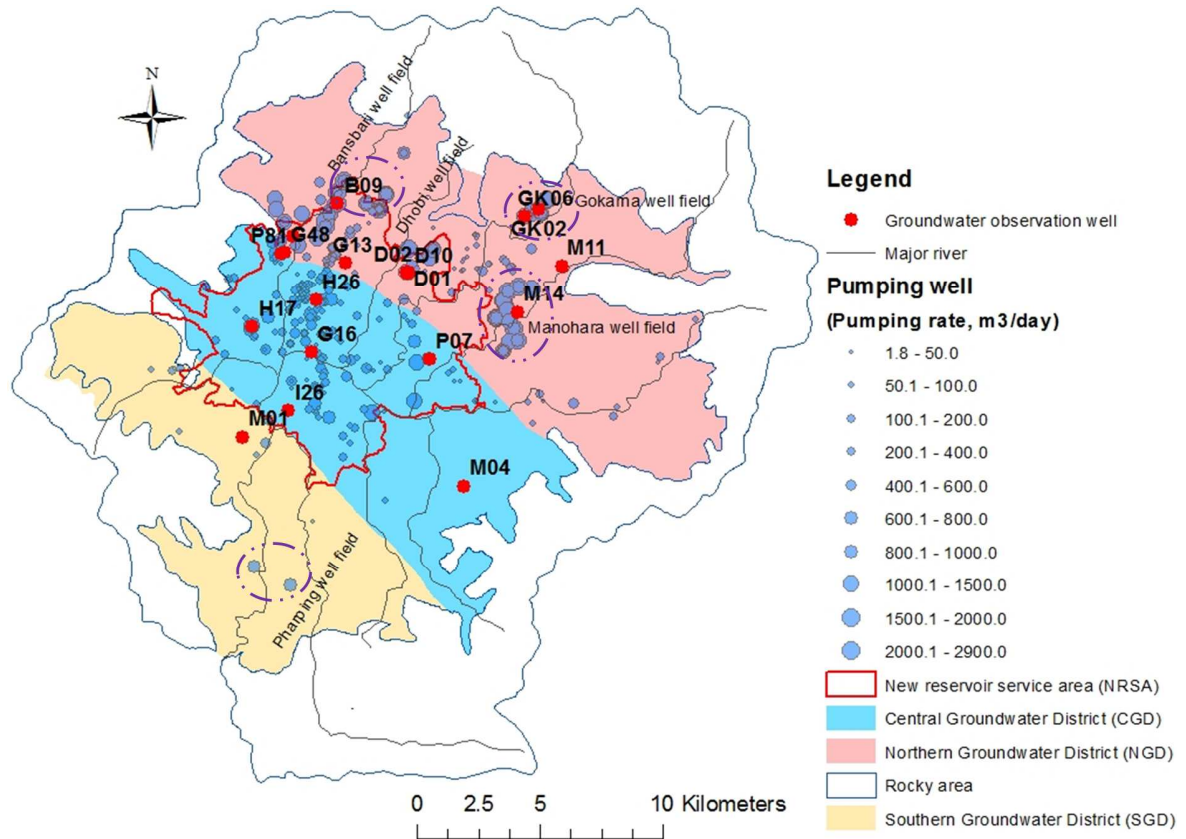 N
Bansbari well field
Dhobi well field
B09
GK06
Gokarna well field
GK02
P81
G48
G13
D02
D10
D01
M11
H26
M14
H17
Manohara well field
G16
P07
I26
M01
M04
Pharping well field
0 2.5 5 10 Kilometers
Legend
Groundwater observation well
Major river
Pumping well
(Pumping rate, m3/day)
1.8 - 50.0
50.1 - 100.0
100.1 - 200.0
200.1 - 400.0
400.1 - 600.0
600.1 - 800.0
800.1 - 1000.0
1000.1 - 1500.0
1500.1 - 2000.0
2000.1 - 2900.0
New reservoir service area (NRSA)
Central Groundwater District (CGD)
Northern Groundwater District (NGD)
Rocky area
Southern Groundwater District (SGD)